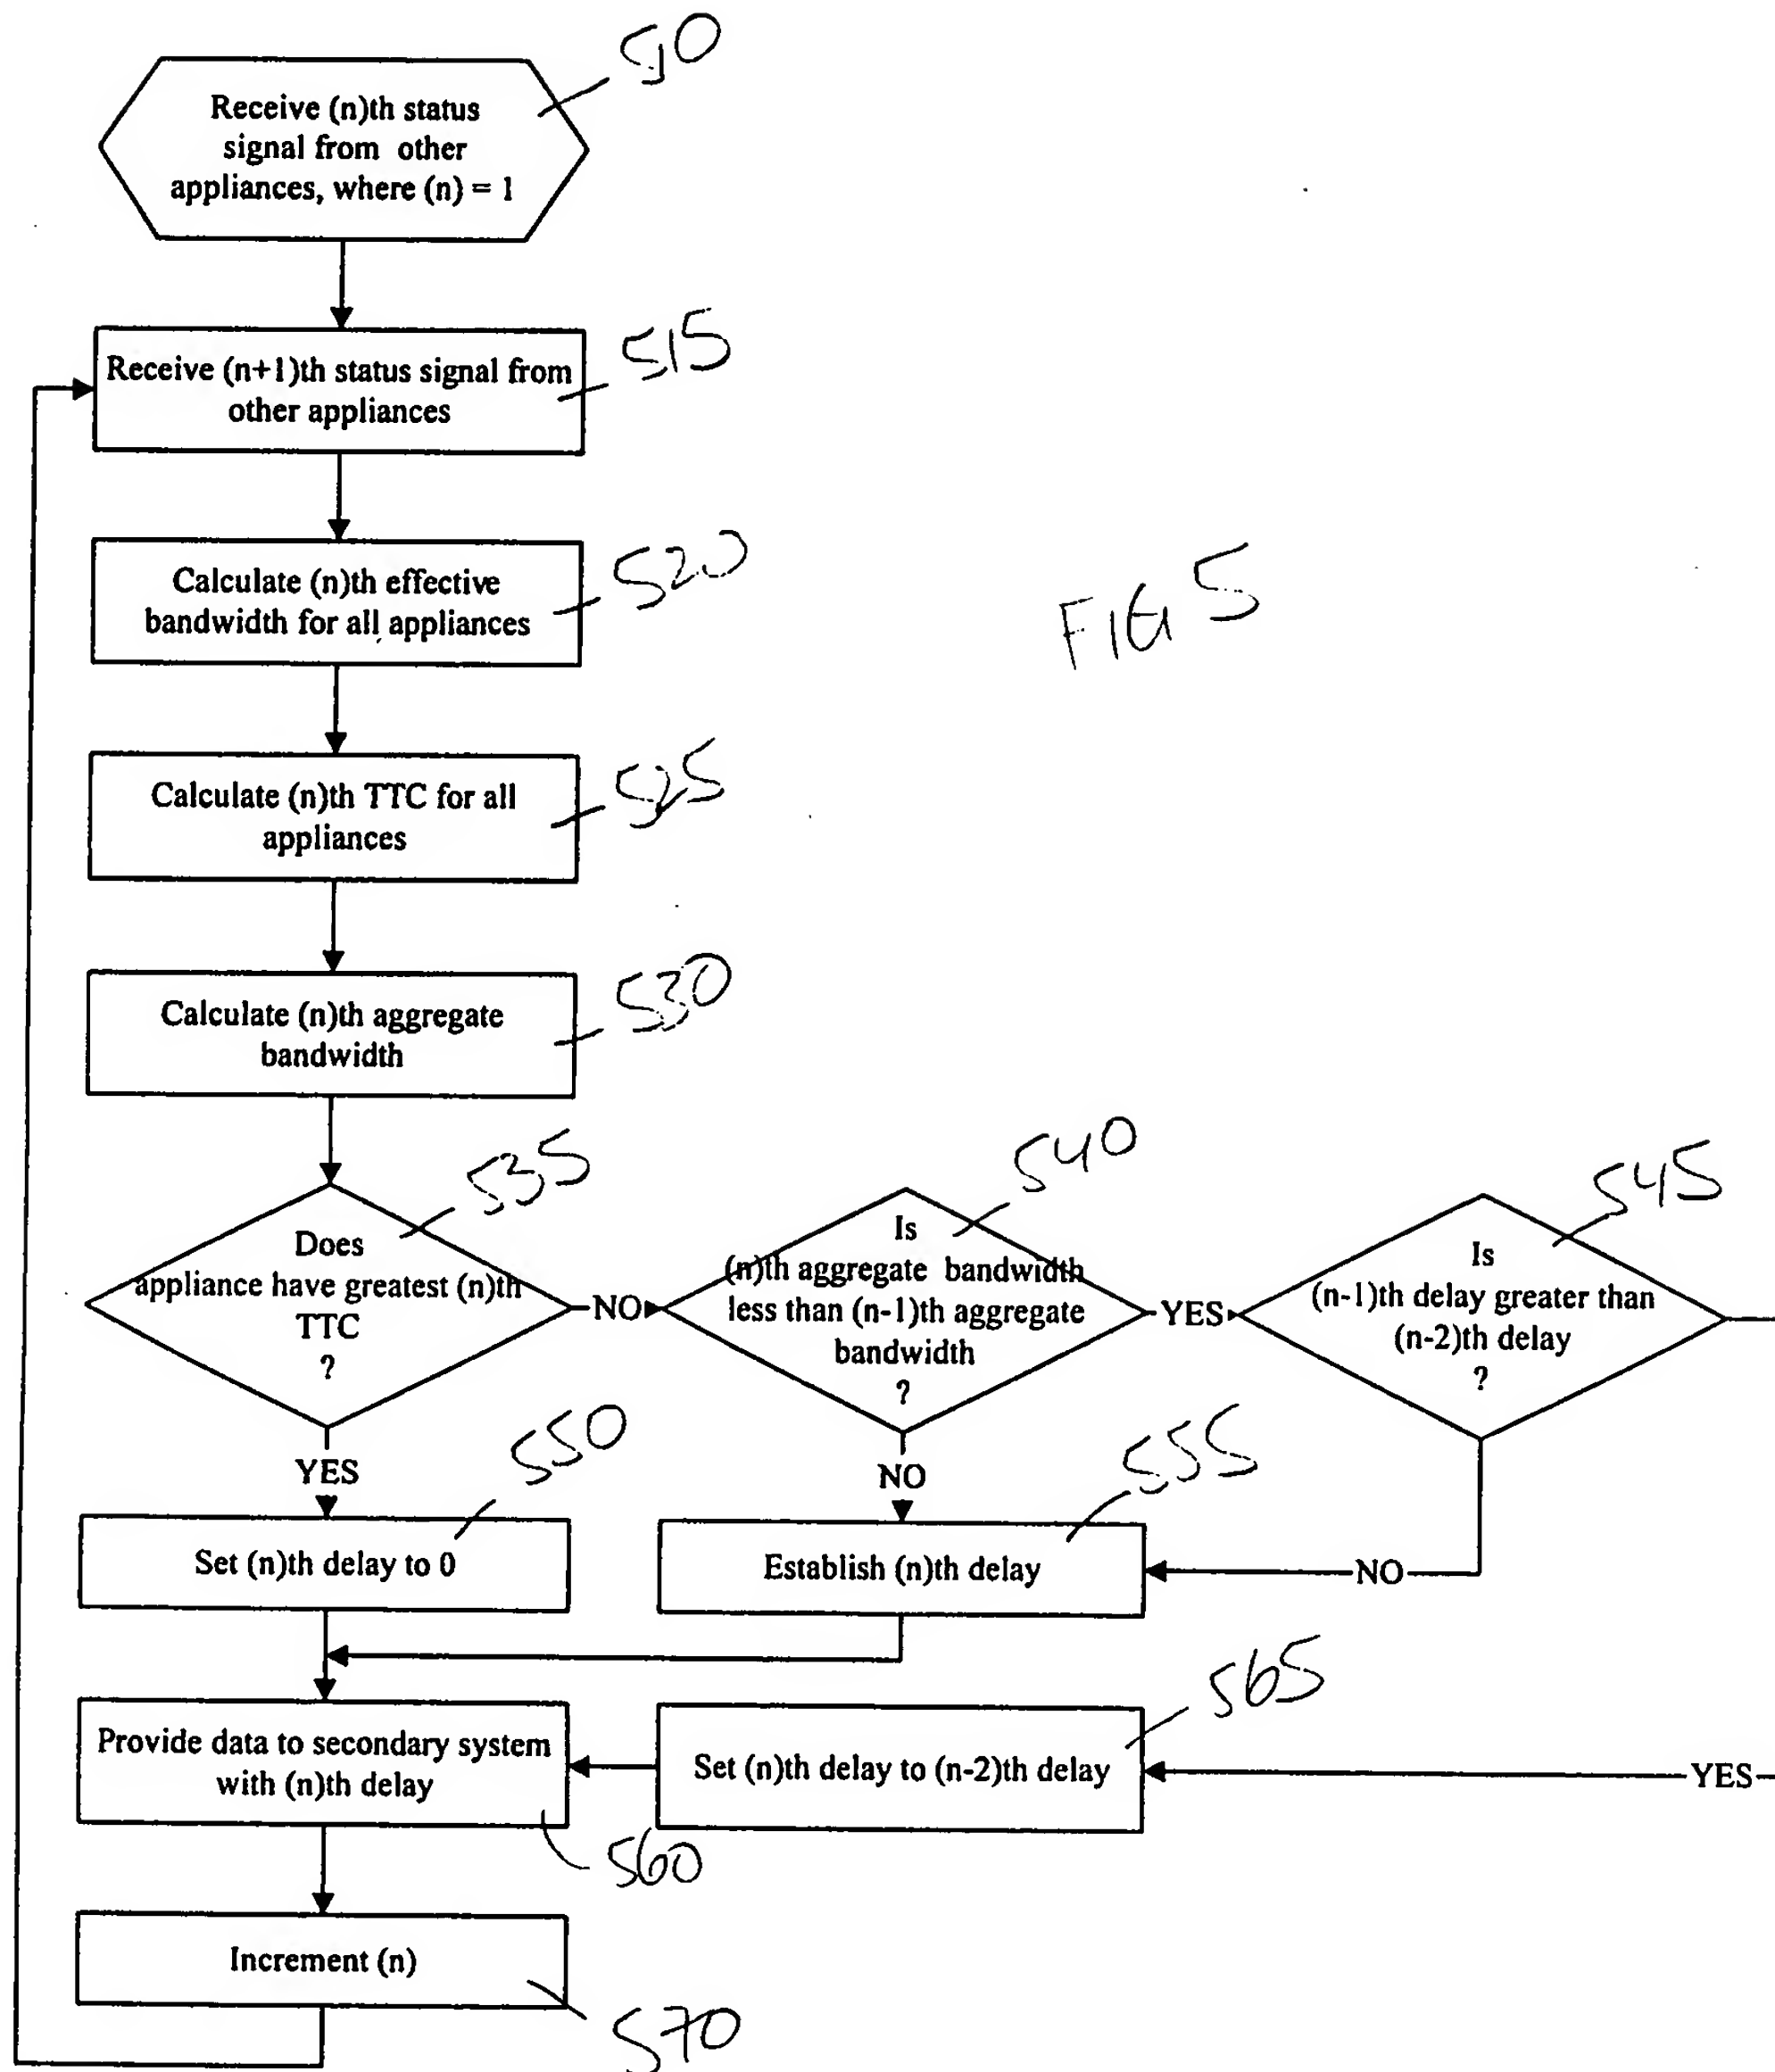 510
Receive (n)th status
signal from other
appliances, where (n) = 1
515
Receive (n+1)th status signal from
other appliances
520
Calculate (n)th effective
bandwidth for all appliances
FIG 5
525
Calculate (n)th TTC for all
appliances
530
Calculate (n)th aggregate
bandwidth
535
Does
appliance have greatest (n)th
TTC
?
NO
540
Is
(n)th aggregate bandwidth
less than (n-1)th aggregate
bandwidth
?
YES
545
Is
(n-1)th delay greater than
(n-2)th delay
?
YES
550
NO
555
Set (n)th delay to 0
Establish (n)th delay
NO
565
Provide data to secondary system
with (n)th delay
Set (n)th delay to (n-2)th delay
YES
560
Increment (n)
570